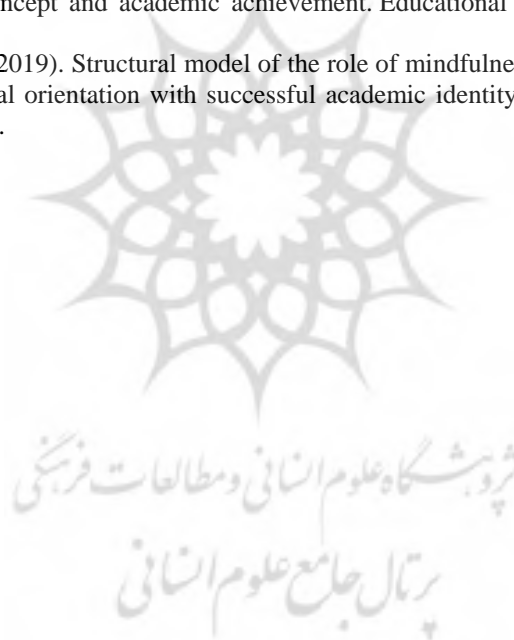 ncept and academic achievement. Educational
2019). Structural model of the role of mindfulne
al orientation with successful academic identity
.
پژوهشگاه علوم انسانی و مطالعات فرهنگی
پرتال جامع علوم انسانی